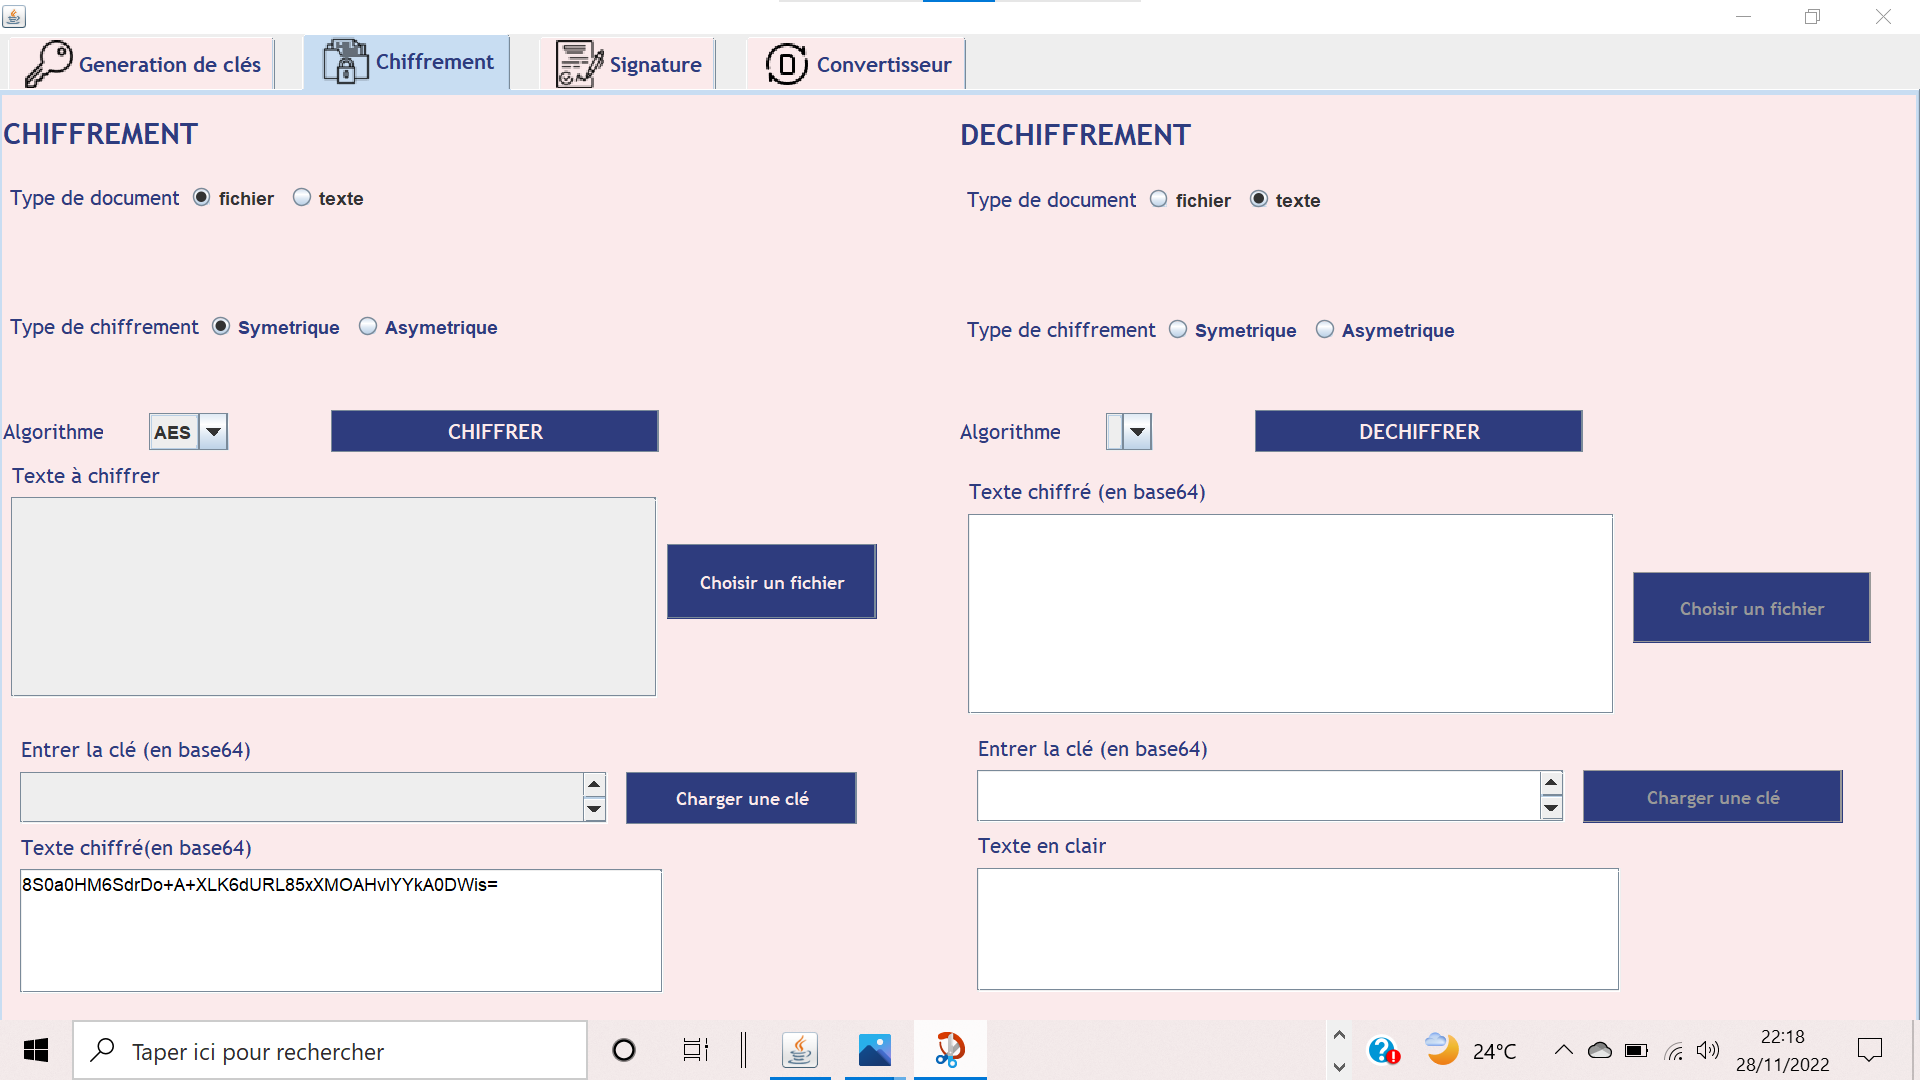 Generation de clés
Chiffrement
Signature
D Convertisseur
CHIFFREMENT
Type de document fichier texte
Type de chiffrement Symetrique Asymetrique
Algorithme AES CHIFFRER
Texte à chiffrer
Choisir un fichier
Entrer la clé (en base64)
Charger une clé
Texte chiffré(en base64)
8S0a0HM6SdrDo+A+XLK6dURL85xXMOAHvlYYkA0DWis=
DECHIFFREMENT
Type de document fichier texte
Type de chiffrement Symetrique Asymetrique
Algorithme DECHIFFRER
Texte chiffré (en base64)
Choisir un fichier
Entrer la clé (en base64)
Charger une clé
Texte en clair
Taper ici pour rechercher
24°C
22:18
28/11/2022